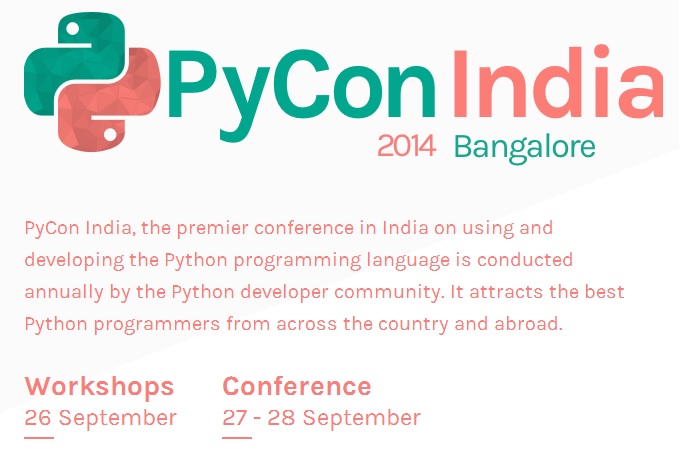 PyCon India
2014 Bangalore
PyCon India, the premier conference in India on using and
developing the Python programming language is conducted
annually by the Python developer community. It attracts the best
Python programmers from across the country and abroad.
Workshops Conference
26 September 27 - 28 September